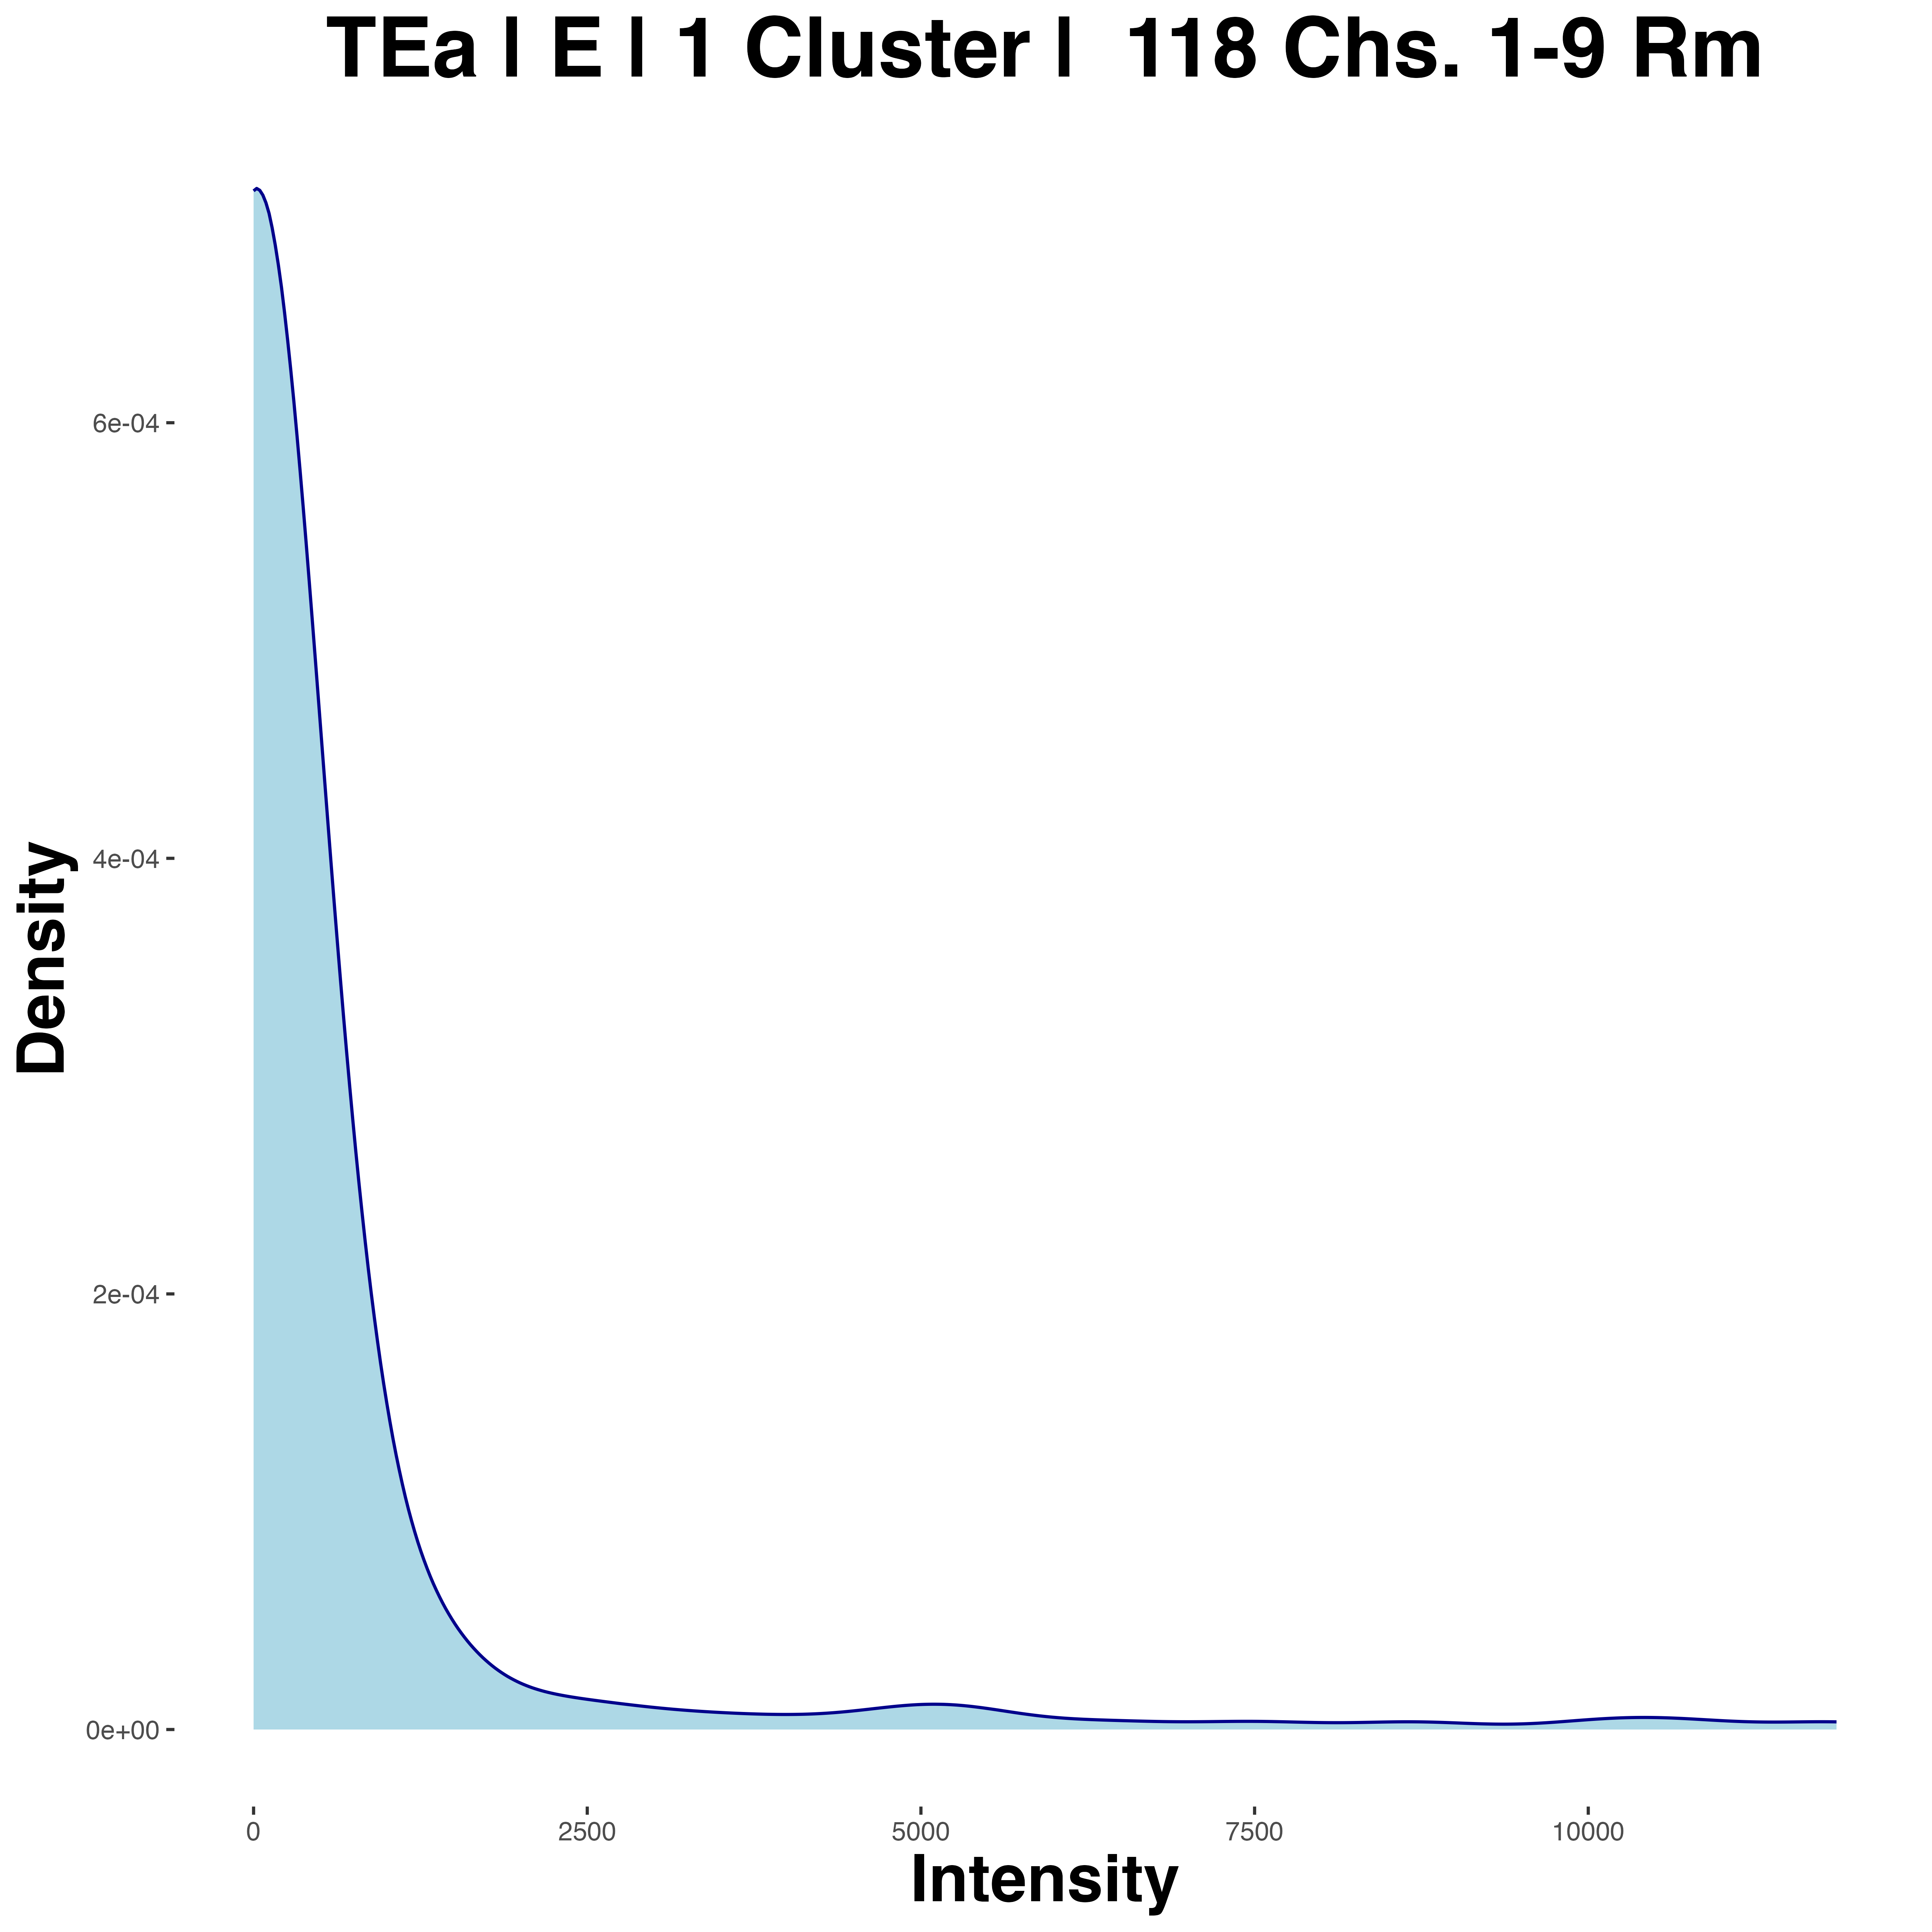 TEa | E | 1 Cluster |  118 Chs. 1-9 Rm
Density
6e-04
4e-04
2e-04
0e+00
0 2500 5000 7500 10000
Intensity